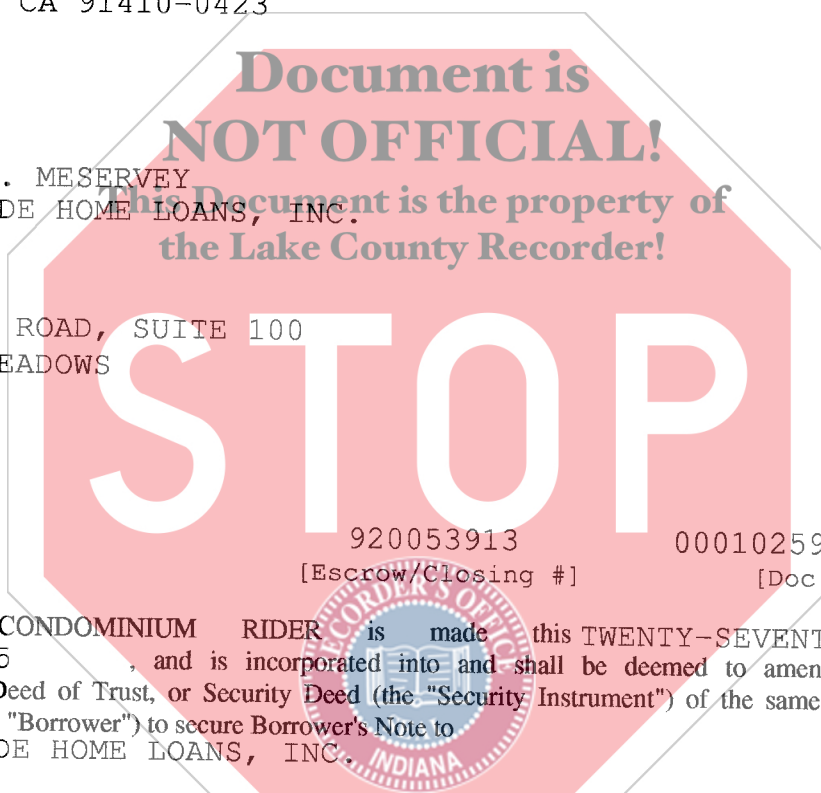 CA 91410-0423
Document is
NOT OFFICIAL!
. MESERVEY
This Document is the property of
DE HOME LOANS, INC.
the Lake County Recorder!
ROAD, SUITE 100
EADOWS
STOP
920053913 00010259
[Escrow/Closing #] [Doc
RECORDER'S OFFICE
CONDOMINIUM RIDER is made this TWENTY-SEVENT
5 , and is incorporated into and shall be deemed to amen
Deed of Trust, or Security Deed (the "Security Instrument") of the same
"Borrower") to secure Borrower's Note to
DE HOME LOANS, INC.
INDIANA